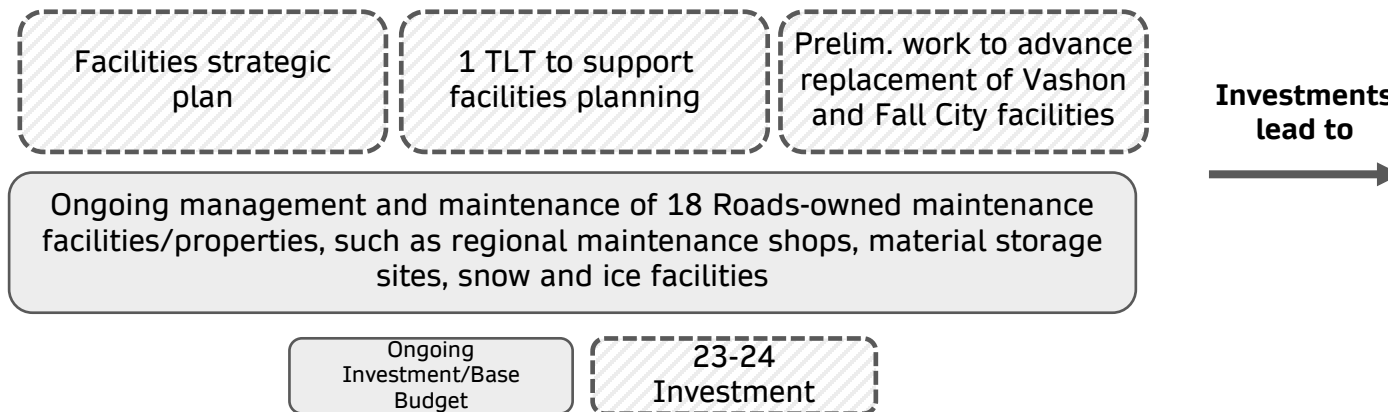 Facilities strategic
plan
1 TLT to support
facilities planning
Prelim. work to advance
replacement of Vashon
and Fall City facilities
Investments
lead to
Ongoing management and maintenance of 18 Roads-owned maintenance
facilities/properties, such as regional maintenance shops, material storage
sites, snow and ice facilities
Ongoing
Investment/Base
Budget
23-24
Investment